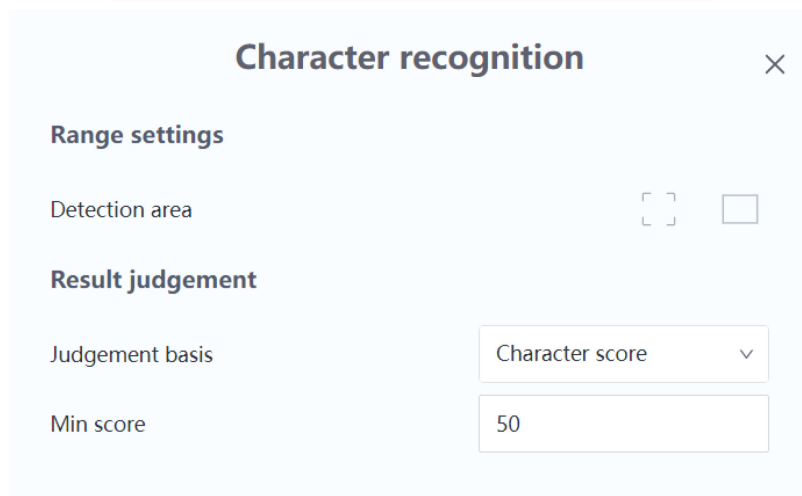 Character recognition
Range settings
Detection area
Result judgement
Judgement basis
Character score
Min score
50